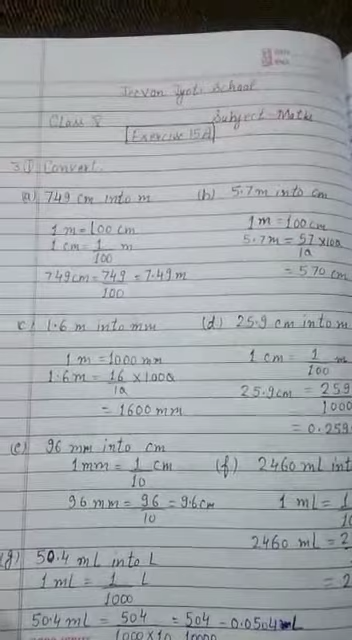 Jeevan Jyoti School
Class 8 Subject - Maths
[Exercise 15A]
3] Convert.
a) 749 cm into m
1 m = 100 cm
1 cm = 1/100 m
749 cm = 749/100 = 7.49 m
(b) 5.7 m into cm
1 m = 100 cm
5.7 m = 57/10 x 100
= 570 cm
c) 1.6 m into mm
1 m = 1000 mm
1.6 m = 16/10 x 1000
= 1600 mm
(d) 25.9 cm into m
1 cm = 1/100
25.9 cm = 259/1000
= 0.259
(e) 96 mm into cm
1 mm = 1/10 cm
96 mm = 96/10 = 9.6 cm
(f) 2460 ml int
1 ml = 1/10
2460 ml = 2
= 2
(g) 50.4 mL into L
1 mL = 1/1000 L
50.4 mL = 504/1000x10 = 504/10000 = 0.0504 L